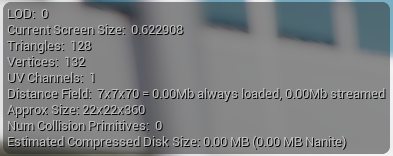 LOD: 0
Current Screen Size: 0.622908
Triangles: 128
Vertices: 132
UV Channels: 1
Distance Field: 7x7x70 = 0.00Mb always loaded, 0.00Mb streamed
Approx Size: 22x22x360
Num Collision Primitives: 0
Estimated Compressed Disk Size: 0.00 MB (0.00 MB Nanite)